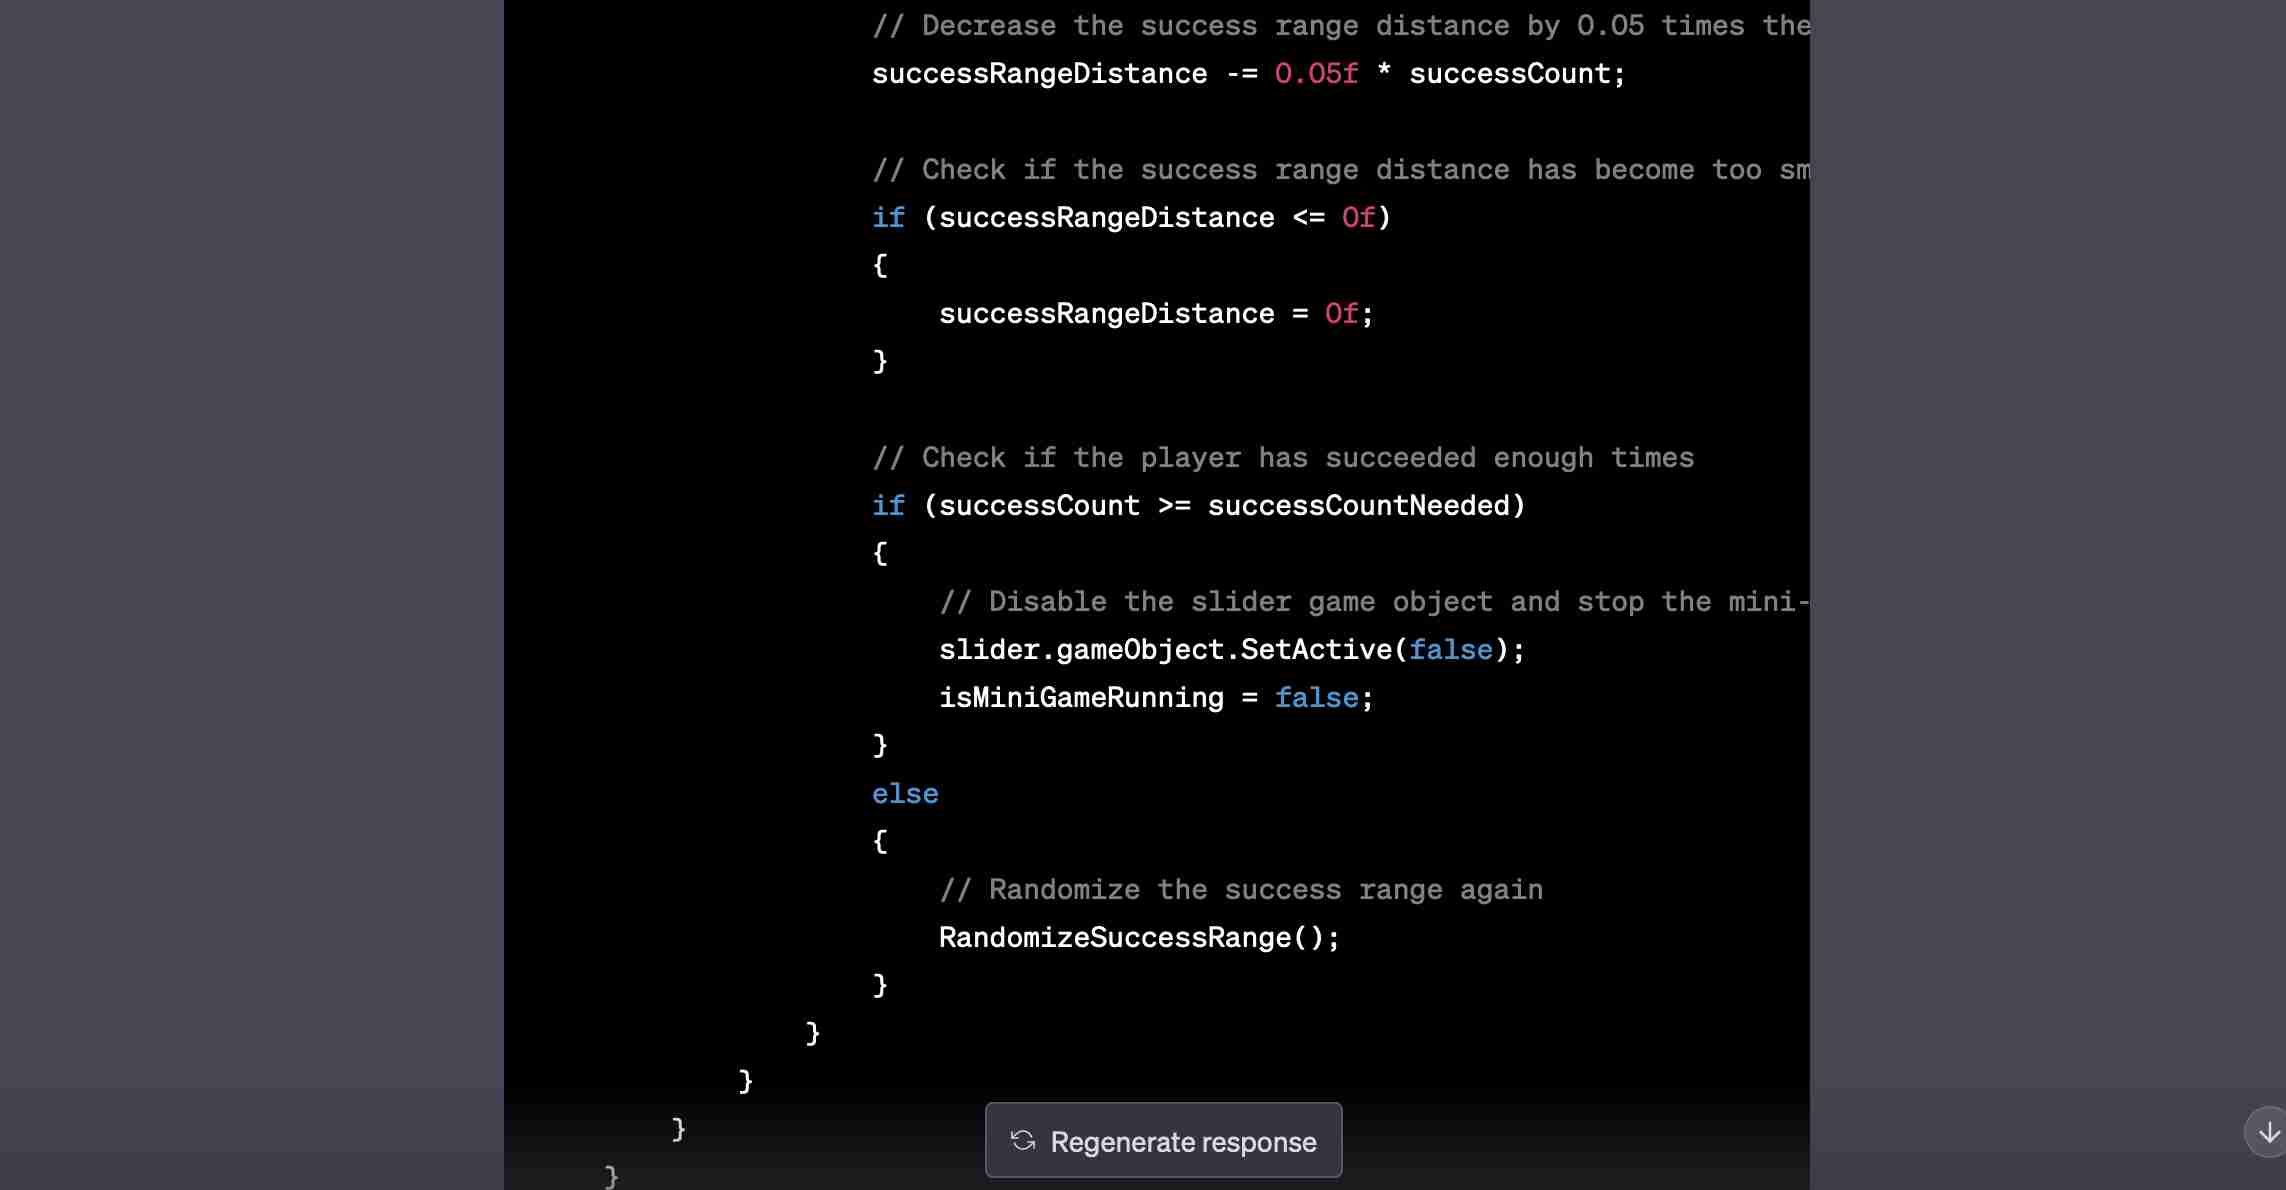 // Decrease the success range distance by 0.05 times the
successRangeDistance -= 0.05f * successCount;
// Check if the success range distance has become too sm
if (successRangeDistance <= 0f)
{
successRangeDistance = 0f;
}
// Check if the player has succeeded enough times
if (successCount >= successCountNeeded)
{
// Disable the slider game object and stop the mini-
slider.gameObject.SetActive(false);
isMiniGameRunning = false;
}
else
{
// Randomize the success range again
RandomizeSuccessRange();
}
}
}
}
Regenerate response
}